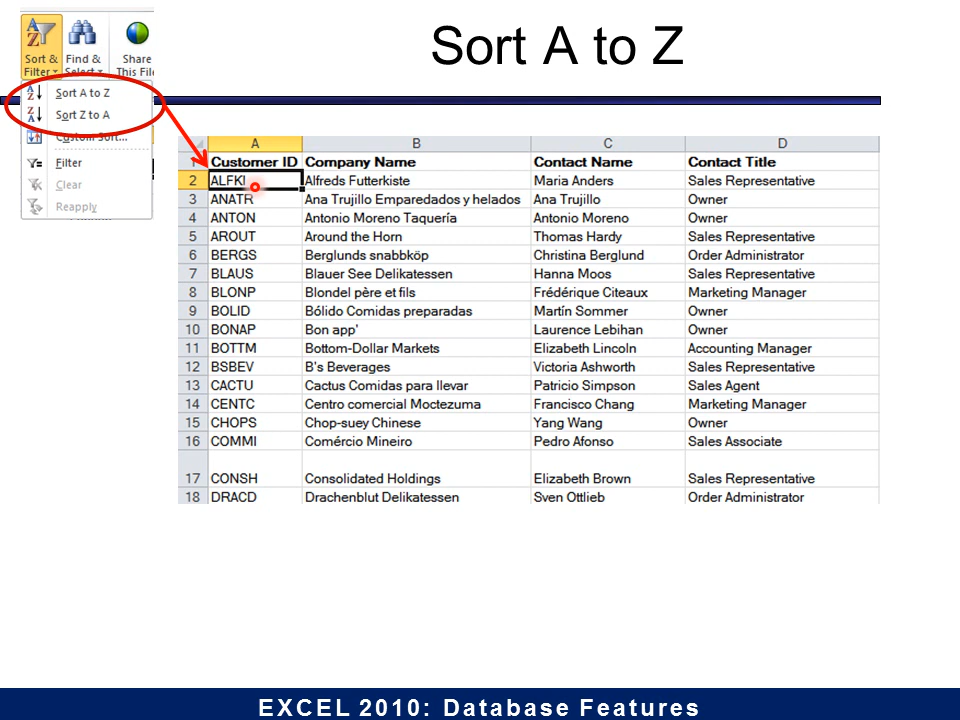 Sort A to Z
Sort & Find & Share
Filter Select This File
Sort A to Z
Sort Z to A
Custom Sort...
Filter
Clear
Reapply
A B C D
1 Customer ID Company Name Contact Name Contact Title
2 ALFKI Alfreds Futterkiste Maria Anders Sales Representative
3 ANATR Ana Trujillo Emparedados y helados Ana Trujillo Owner
4 ANTON Antonio Moreno Taquería Antonio Moreno Owner
5 AROUT Around the Horn Thomas Hardy Sales Representative
6 BERGS Berglunds snabbköp Christina Berglund Order Administrator
7 BLAUS Blauer See Delikatessen Hanna Moos Sales Representative
8 BLONP Blondel père et fils Frédérique Citeaux Marketing Manager
9 BOLID Bólido Comidas preparadas Martín Sommer Owner
10 BONAP Bon app' Laurence Lebihan Owner
11 BOTTM Bottom-Dollar Markets Elizabeth Lincoln Accounting Manager
12 BSBEV B's Beverages Victoria Ashworth Sales Representative
13 CACTU Cactus Comidas para llevar Patricio Simpson Sales Agent
14 CENTC Centro comercial Moctezuma Francisco Chang Marketing Manager
15 CHOPS Chop-suey Chinese Yang Wang Owner
16 COMMI Comércio Mineiro Pedro Afonso Sales Associate
17 CONSH Consolidated Holdings Elizabeth Brown Sales Representative
18 DRACD Drachenblut Delikatessen Sven Ottlieb Order Administrator
EXCEL 2010: Database Features